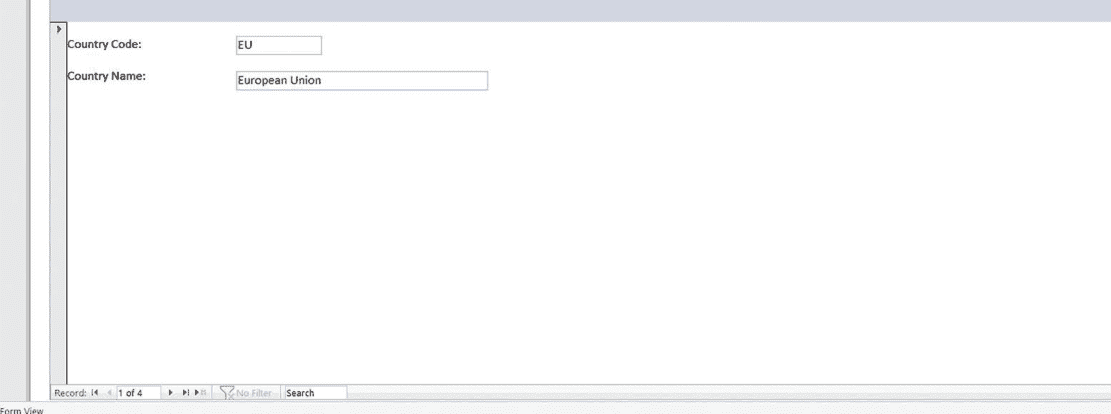 Country Code: EU
Country Name: European Union
Record: 1 of 4 No Filter Search
Form View